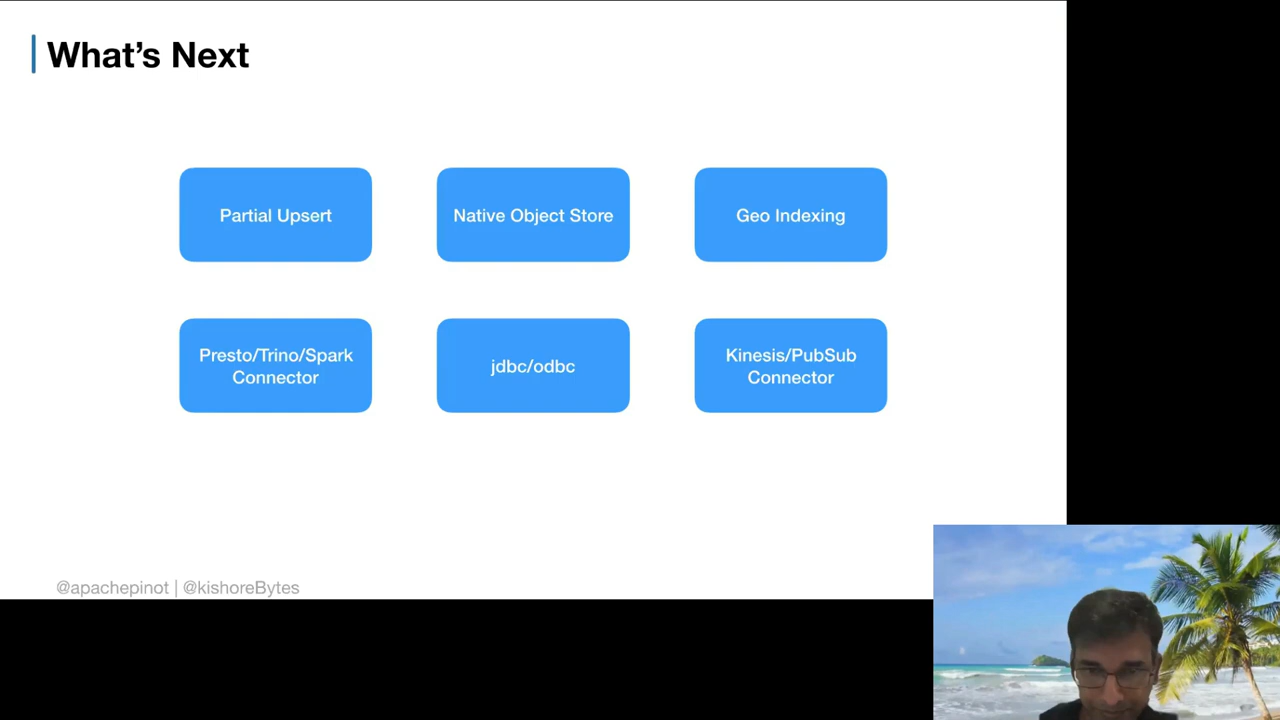 What’s Next
Partial Upsert
Native Object Store
Geo Indexing
Presto/Trino/Spark
Connector
jdbc/odbc
Kinesis/PubSub
Connector
@apachepinot | @kishoreBytes